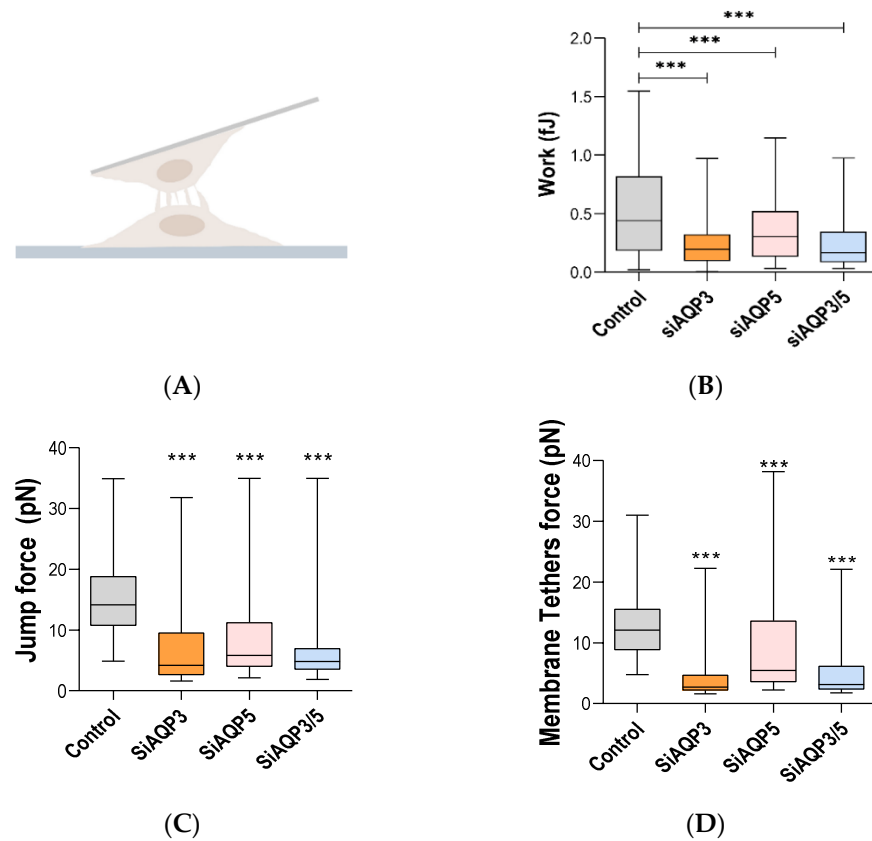 ***
***
***
2.0
1.5
1.0
0.5
0.0
Work (fJ)
Control
siAQP3
siAQP5
siAQP3/5
(A)
(B)
40
30
20
10
0
Jump force (pN)
*** *** ***
Control
SiAQP3
SiAQP5
SiAQP3/5
40
30
20
10
0
Membrane Tethers force (pN)
***
***
***
Control
SiAQP3
SiAQP5
SiAQP3/5
(C)
(D)